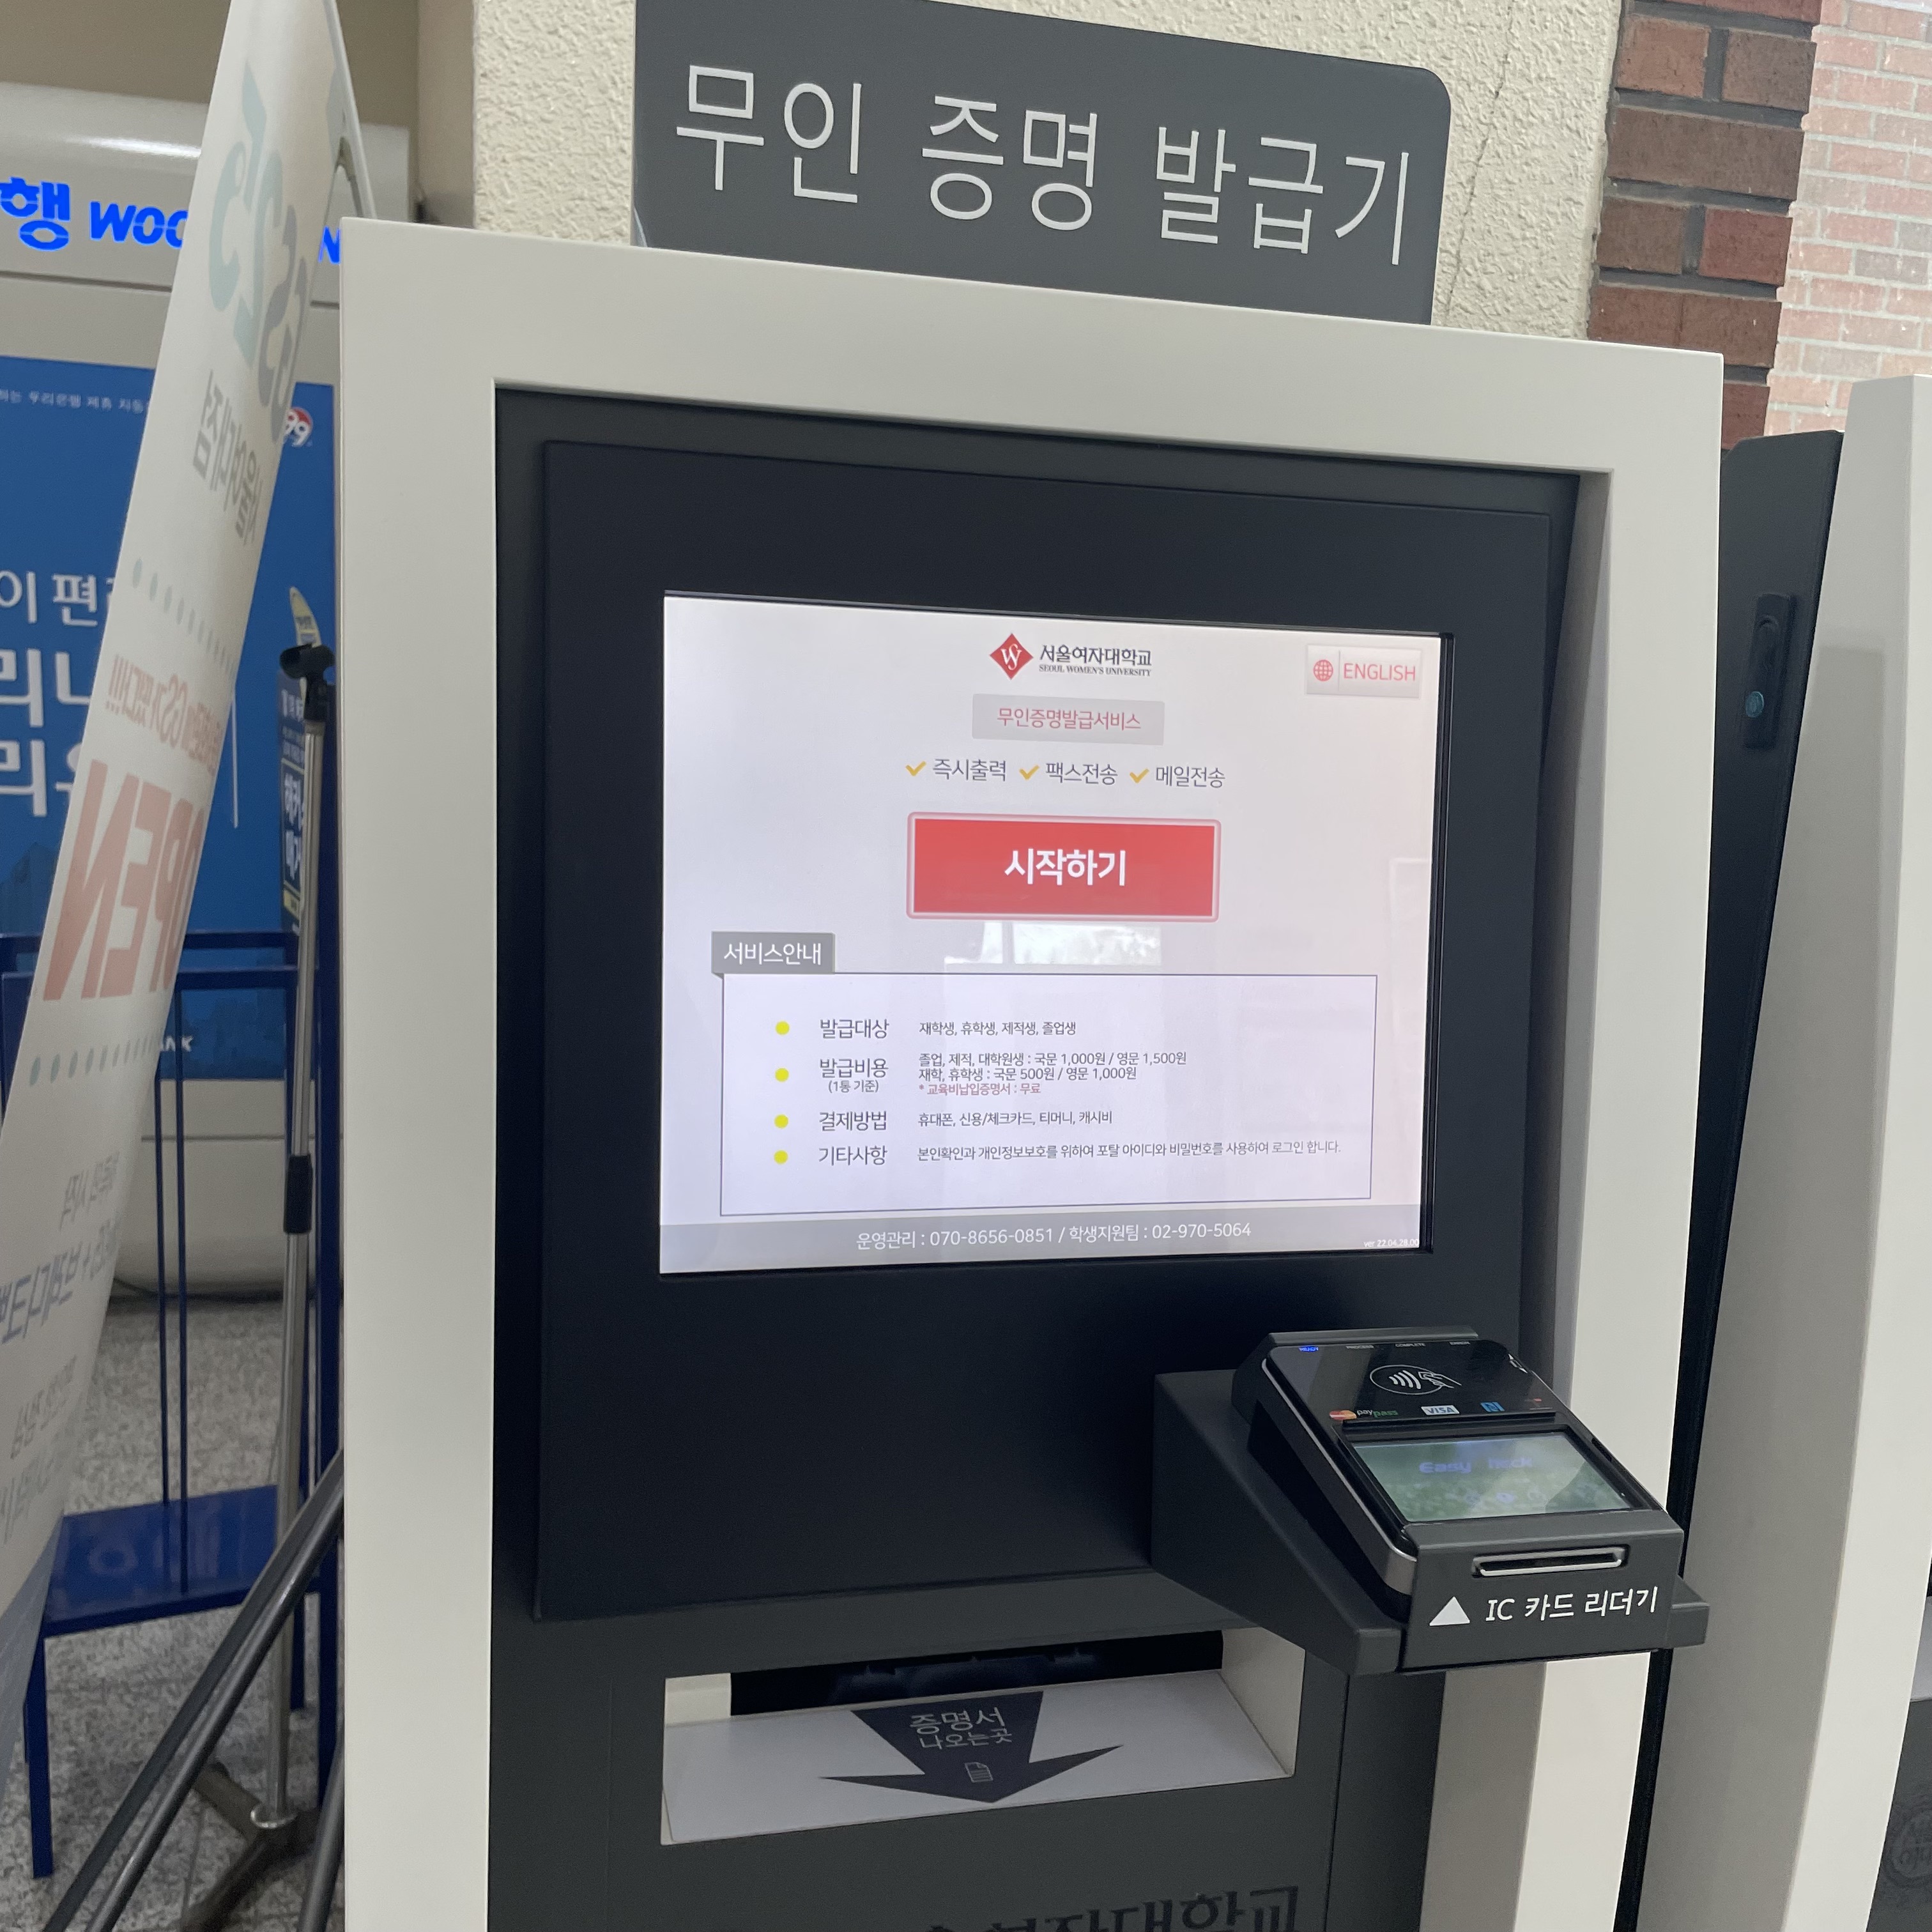 무인 증명 발급기
행 WOO
서울여자대학교
SEOUL WOMEN'S UNIVERSITY
ENGLISH
무인증명발급서비스
즉시출력 팩스전송 메일전송
시작하기
서비스안내
발급대상 재학생, 휴학생, 제적생, 졸업생
발급비용 졸업, 제적, 대학원생 : 국문 1,000원 / 영문 1,500원
(1통 기준) 재학, 휴학생 : 국문 500원 / 영문 1,000원
* 교육비납입증명서 : 무료
결제방법 휴대폰, 신용/체크카드, 티머니, 캐시비
기타사항 본인확인과 개인정보보호를 위하여 포탈 아이디와 비밀번호를 사용하여 로그인 합니다.
운영관리 : 070-8656-0851 / 학생지원팀 : 02-970-5064
ver 22.04.28.00
paypass VISA
Easy
IC 카드 리더기
증명서
나오는곳
OPEN